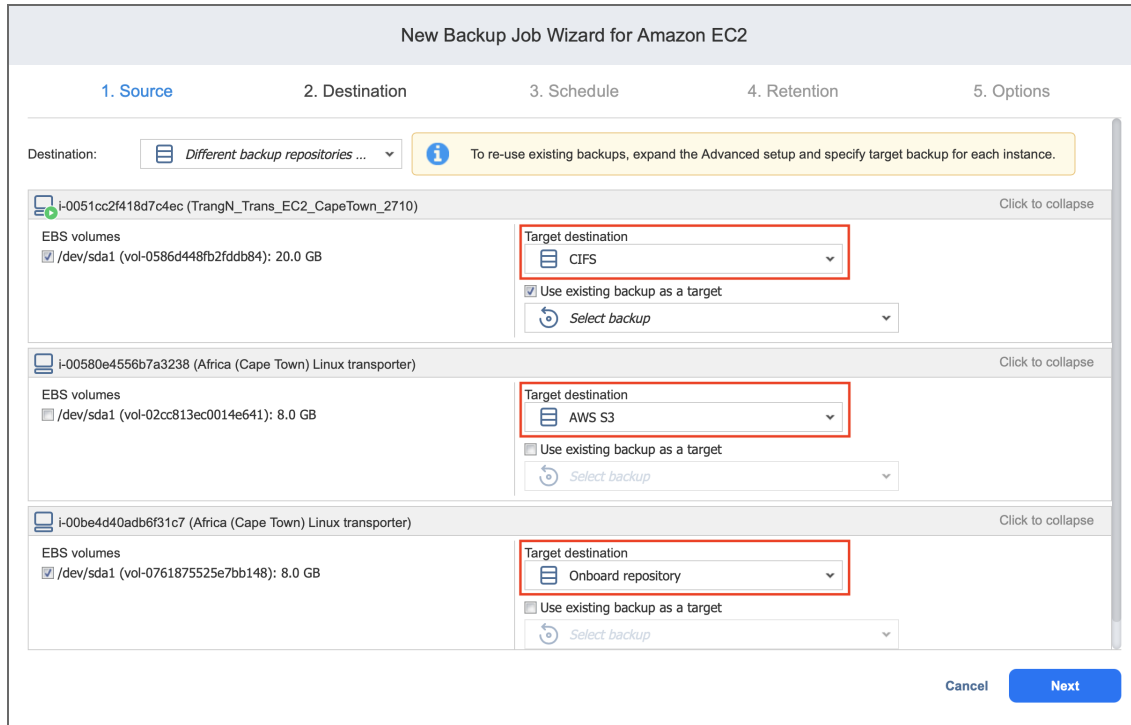 New Backup Job Wizard for Amazon EC2
1. Source
2. Destination
3. Schedule
4. Retention
5. Options
Destination:
Different backup repositories ...
To re-use existing backups, expand the Advanced setup and specify target backup for each instance.
i-0051cc2f418d7c4ec (TrangN_Trans_EC2_CapeTown_2710)
Click to collapse
EBS volumes
/dev/sda1 (vol-0586d448fb2fddb84): 20.0 GB
Target destination
CIFS
Use existing backup as a target
Select backup
i-00580e4556b7a3238 (Africa (Cape Town) Linux transporter)
Click to collapse
EBS volumes
/dev/sda1 (vol-02cc813ec0014e641): 8.0 GB
Target destination
AWS S3
Use existing backup as a target
Select backup
i-00be4d40adb6f31c7 (Africa (Cape Town) Linux transporter)
Click to collapse
EBS volumes
/dev/sda1 (vol-0761875525e7bb148): 8.0 GB
Target destination
Onboard repository
Use existing backup as a target
Select backup
Cancel
Next